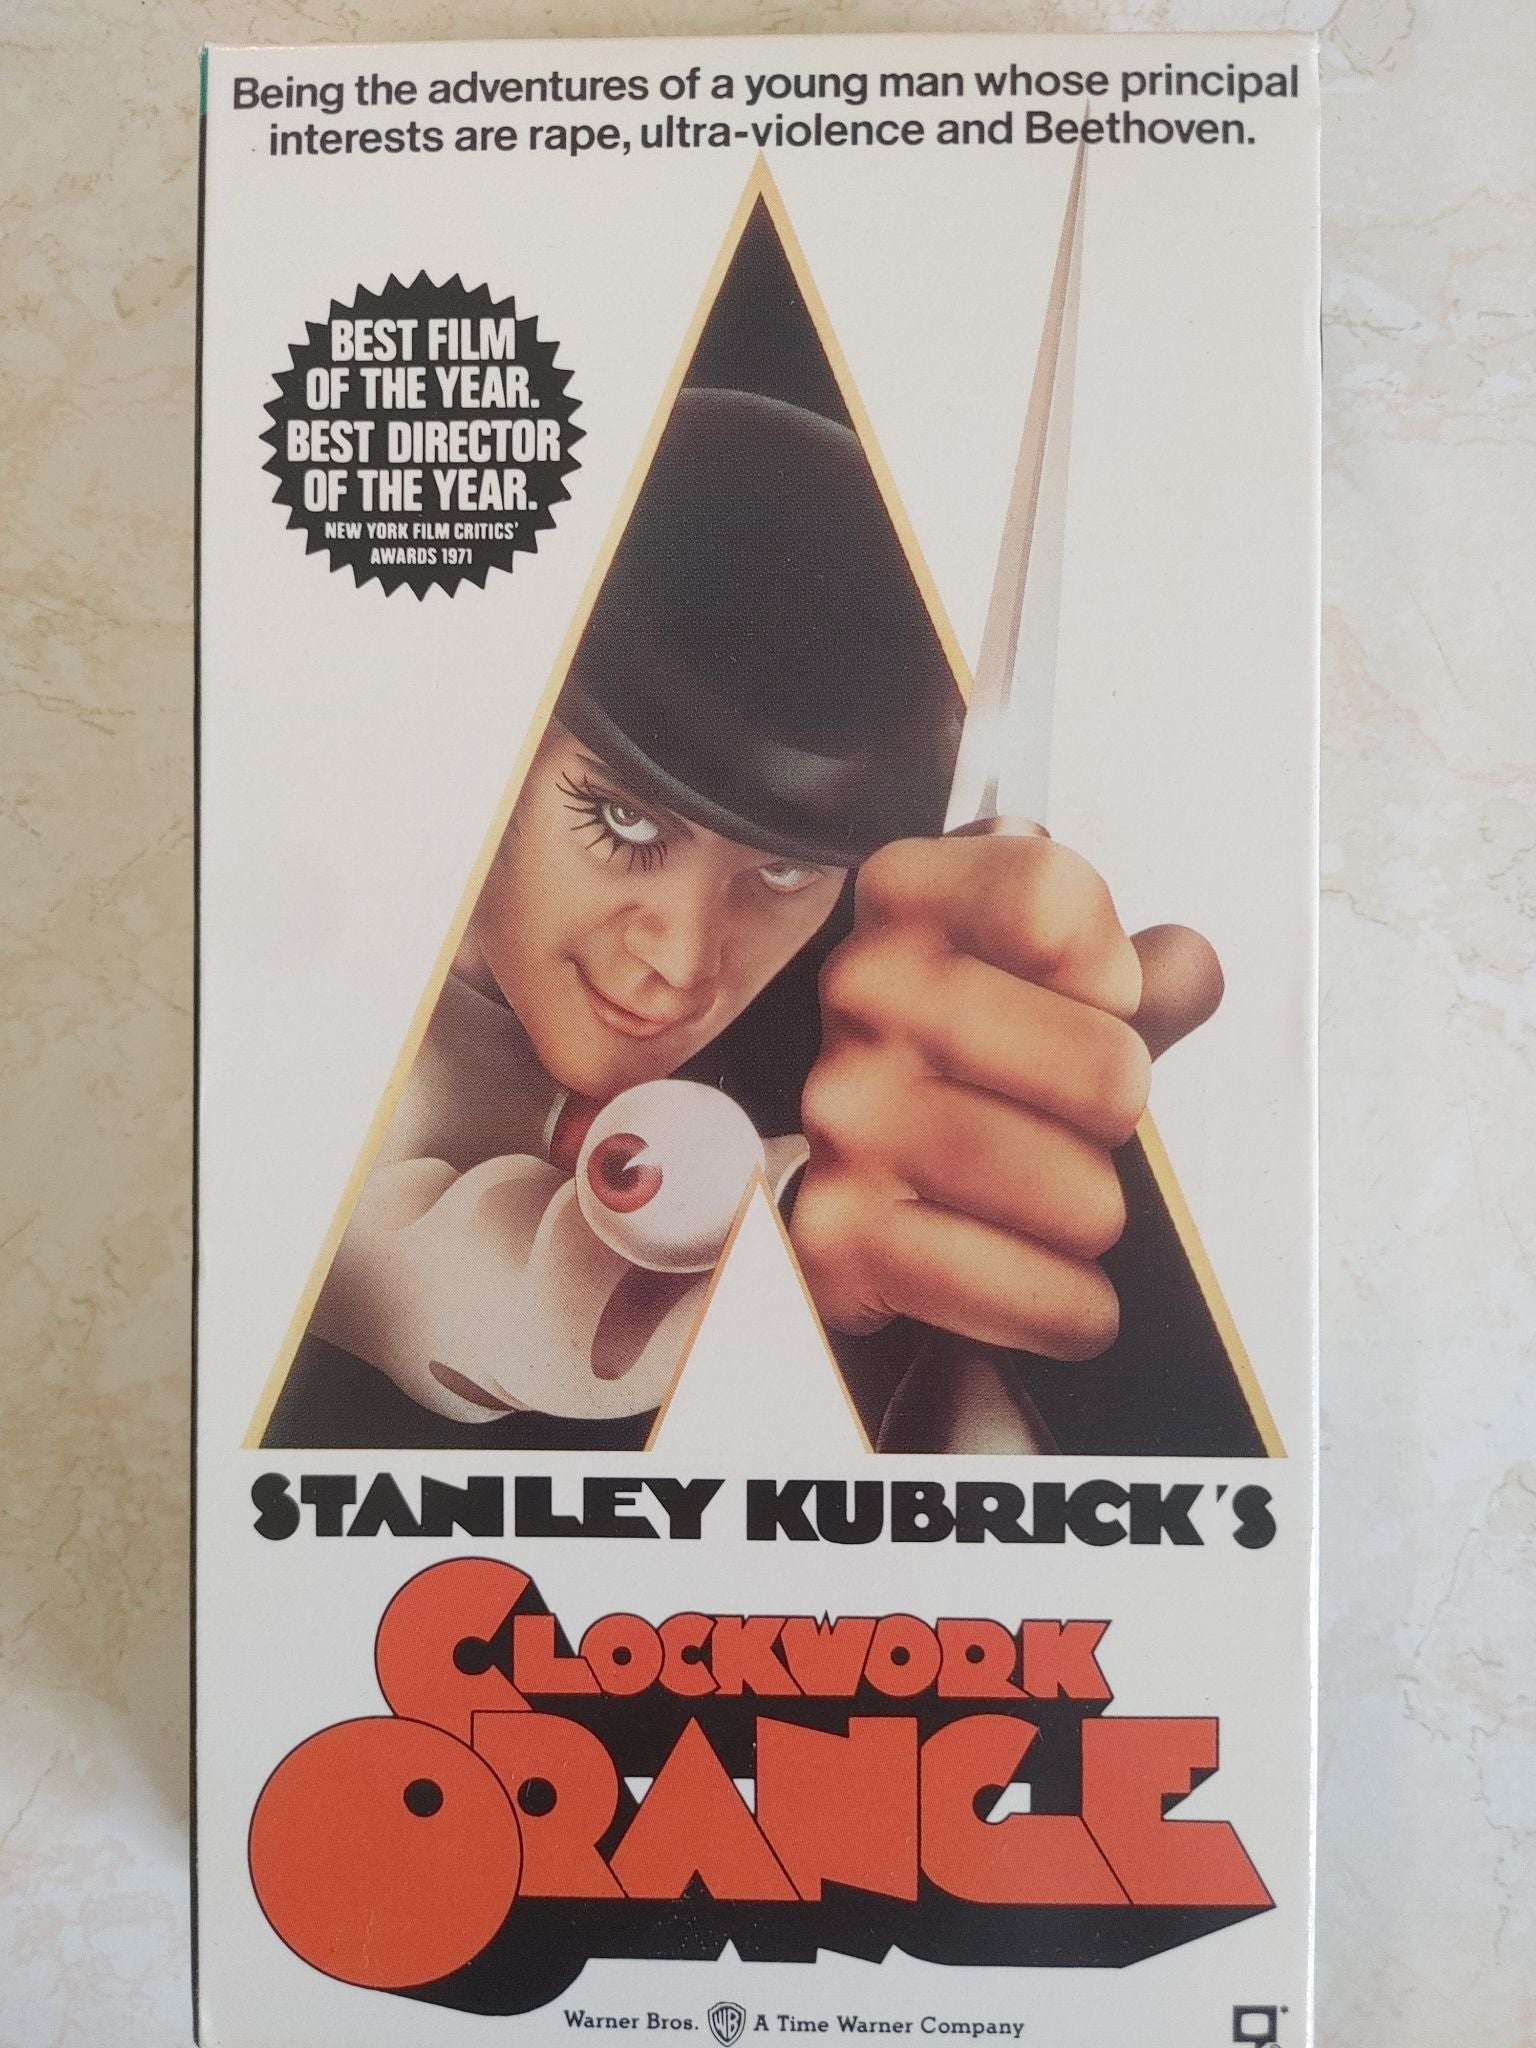 Being the adventures of a young man whose principal
interests are rape, ultra-violence and Beethoven.
BEST FILM
OF THE YEAR.
BEST DIRECTOR
OF THE YEAR.
NEW YORK FILM CRITICS'
AWARDS 1971
STANLEY KUBRICK'S
CLOCKWORK
ORANGE
Warner Bros. WB A Time Warner Company